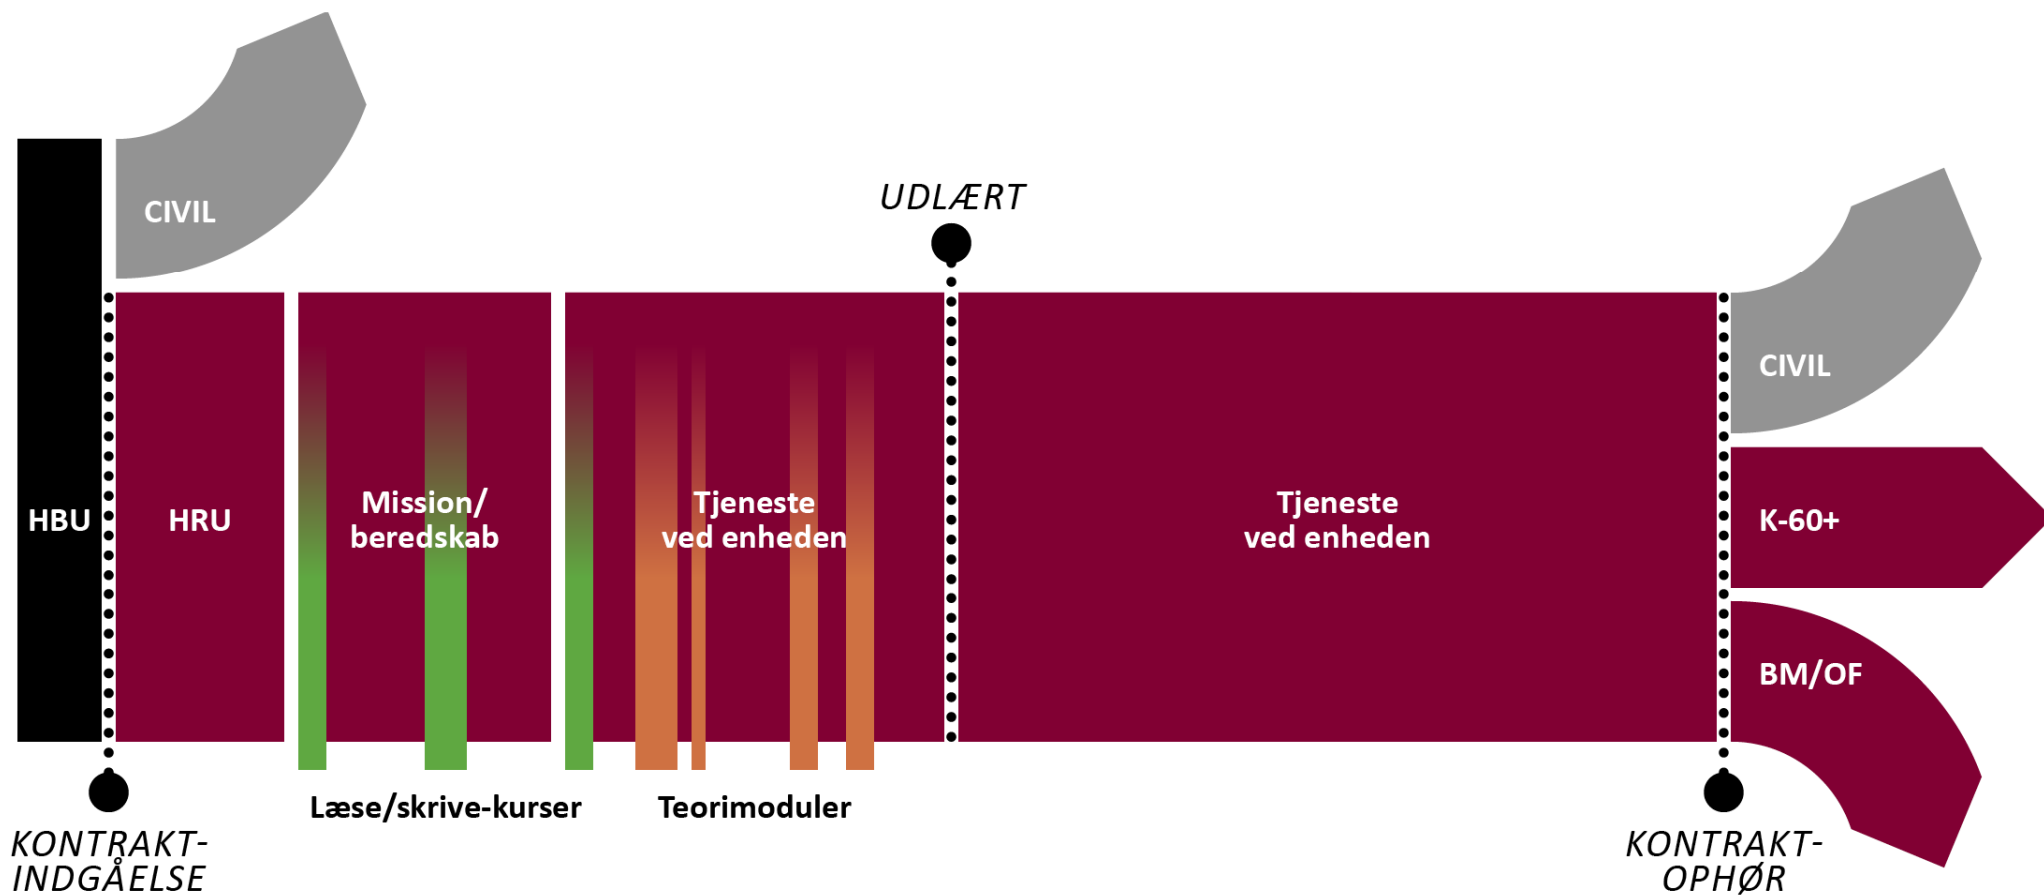 CIVIL
UDLÆRT
CIVIL
HBU
HRU
Mission/
beredskab
Tjeneste
ved enheden
Tjeneste
ved enheden
K-60+
BM/OF
Læse/skrive-kurser
Teorimoduler
KONTRAKT-
INDGÅELSE
KONTRAKT-
OPHØR